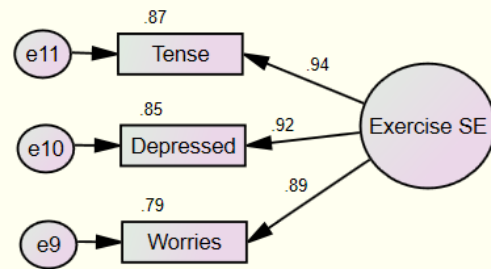 .87
e11
Tense
.94
.85
e10
Depressed
.92
Exercise SE
.89
.79
e9
Worries